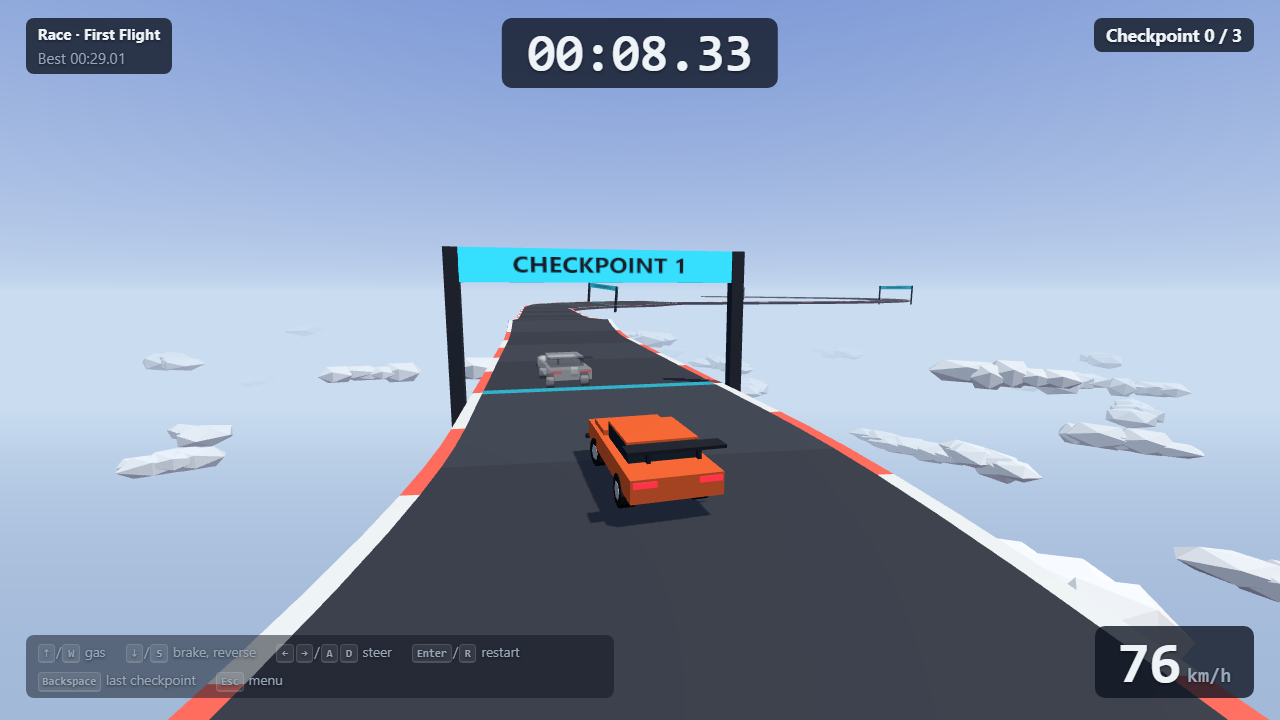 Race · First Flight
Best 00:29.01
00:08.33
Checkpoint 0 / 3
CHECKPOINT 1
↑/W gas ↓/S brake, reverse ← →/A D steer Enter/R restart
Backspace last checkpoint Esc menu
76 km/h